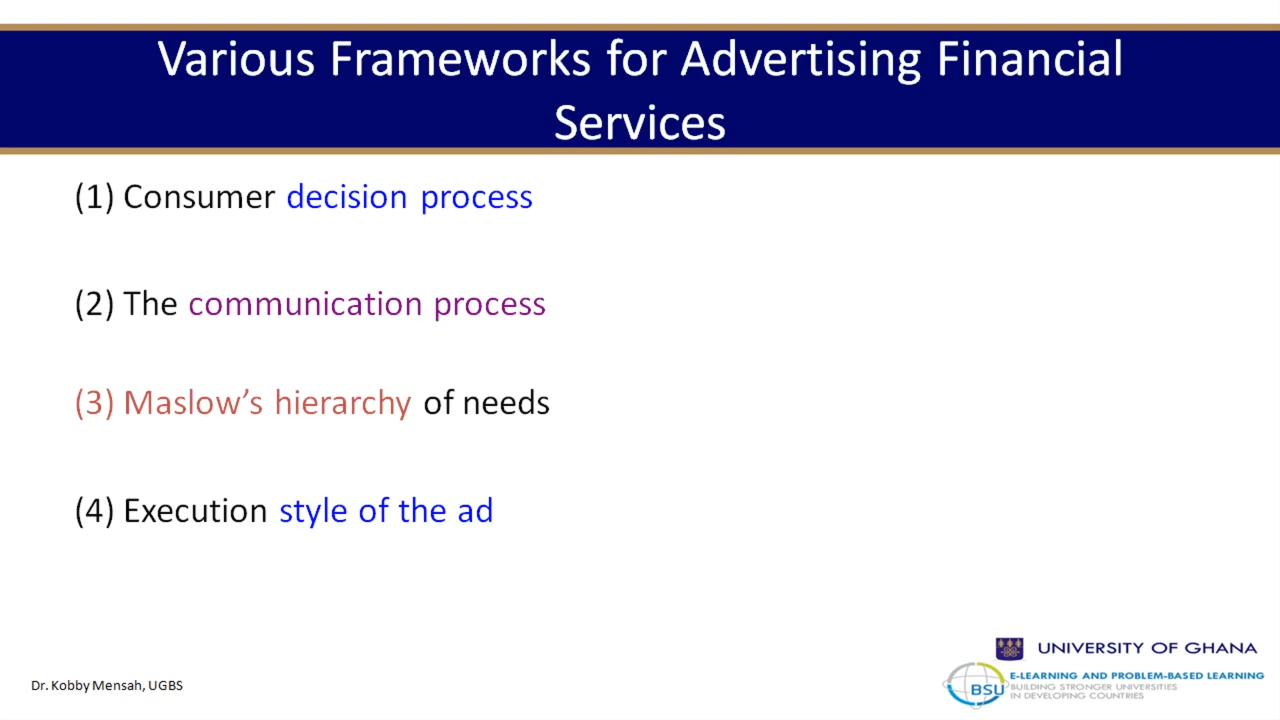 Various Frameworks for Advertising Financial
Services
(1) Consumer decision process
(2) The communication process
(3) Maslow’s hierarchy of needs
(4) Execution style of the ad
Dr. Kobby Mensah, UGBS
UNIVERSITY OF GHANA
BSU
E-LEARNING AND PROBLEM-BASED LEARNING
BUILDING STRONGER UNIVERSITIES
IN DEVELOPING COUNTRIES